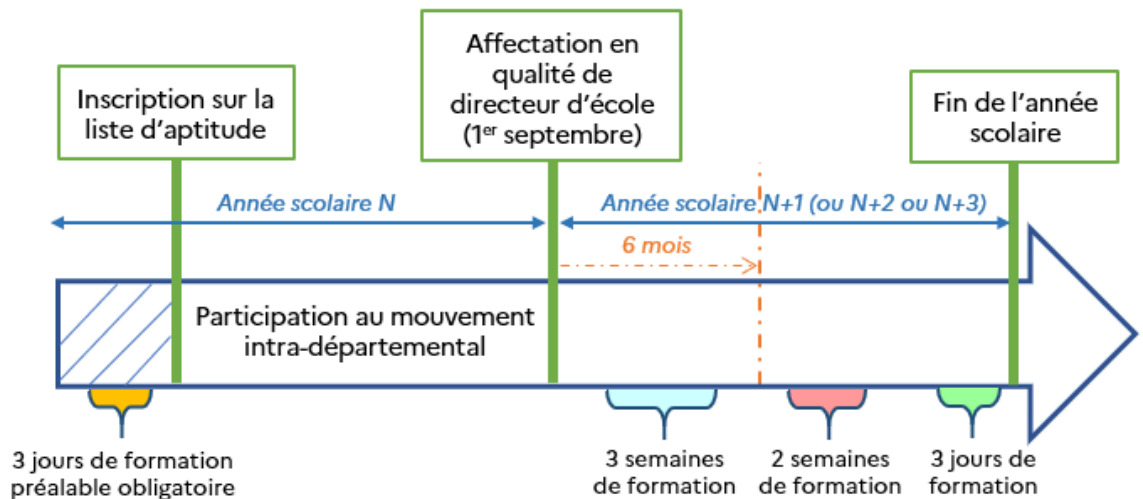 Inscription sur la
liste d'aptitude
Affectation en
qualité de
directeur d'école
(1er septembre)
Fin de l'année
scolaire
Année scolaire N
Année scolaire N+1 (ou N+2 ou N+3)
6 mois
Participation au mouvement
intra-départemental
3 jours de formation
préalable obligatoire
3 semaines
de formation
2 semaines
de formation
3 jours de
formation